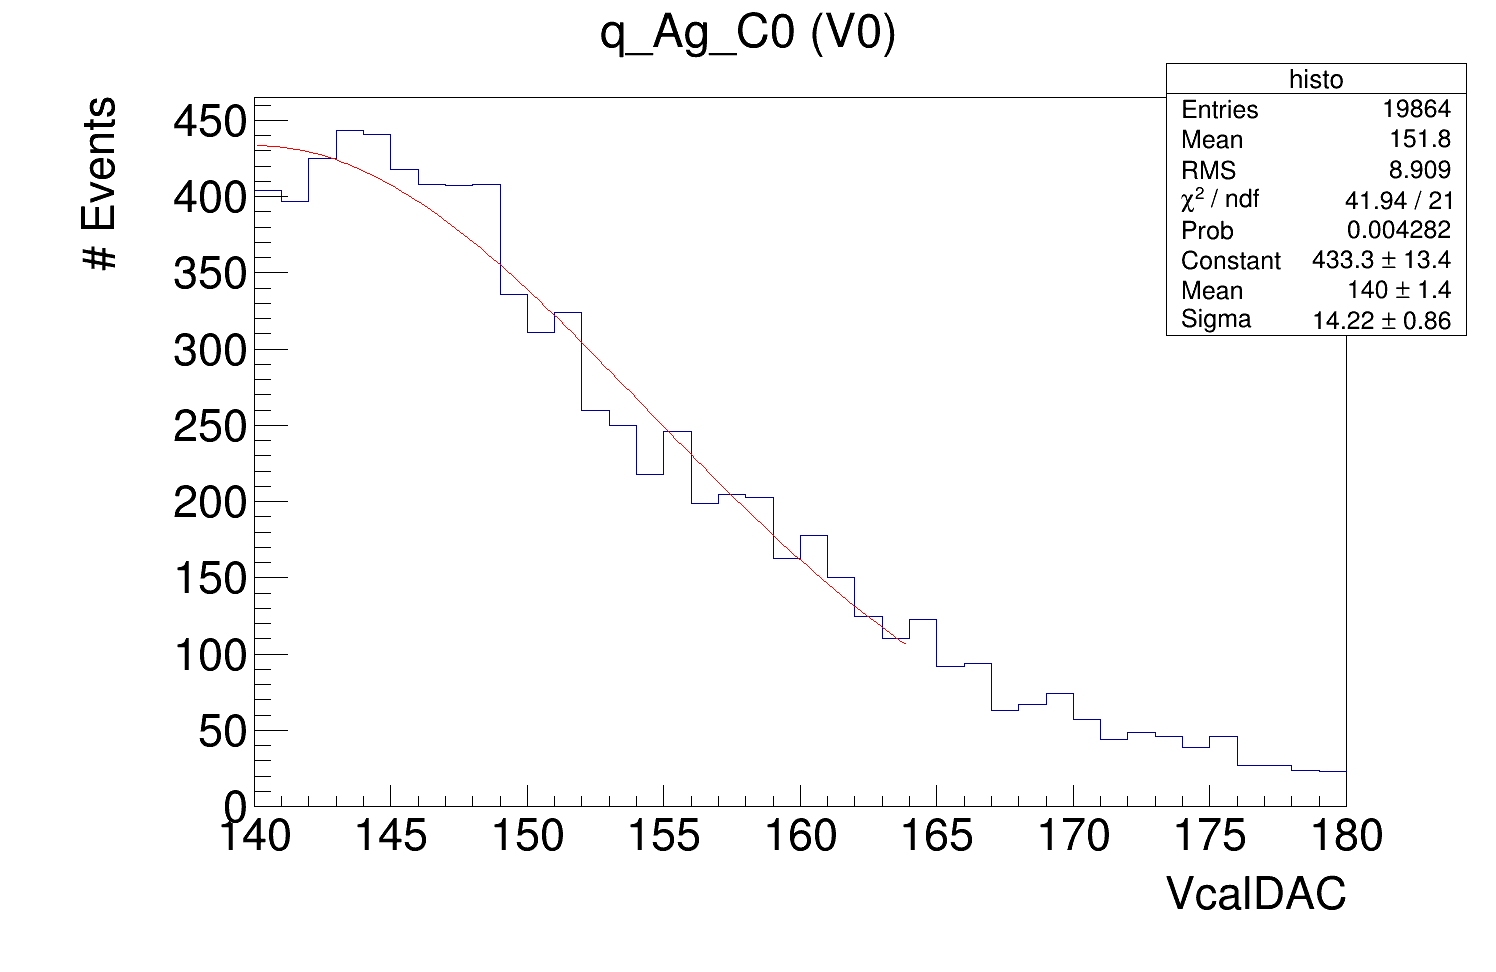 q_Ag_C0 (V0)
# Events
450
400
350
300
250
200
150
100
50
0
140 145 150 155 160 165 170 175 180
VcalDAC
histo
Entries 19864
Mean 151.8
RMS 8.909
χ² / ndf 41.94 / 21
Prob 0.004282
Constant 433.3 ± 13.4
Mean 140 ± 1.4
Sigma 14.22 ± 0.86